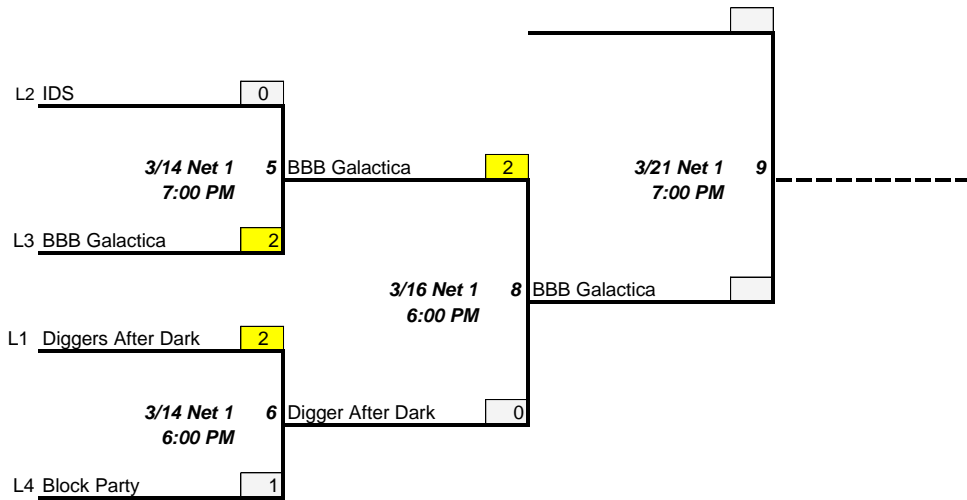 L2 IDS 0
3/14 Net 1 5 BBB Galactica 2 3/21 Net 1 9
7:00 PM 7:00 PM
L3 BBB Galactica 2
3/16 Net 1 8 BBB Galactica
6:00 PM
L1 Diggers After Dark 2
3/14 Net 1 6 Digger After Dark 0
6:00 PM
L4 Block Party 1